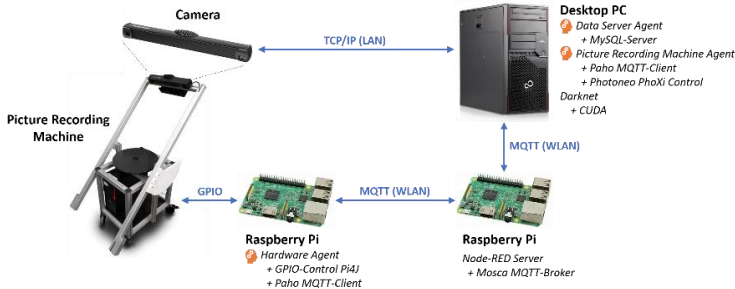 Camera
Desktop PC
Data Server Agent
+ MySQL-Server
TCP/IP (LAN)
Picture Recording Machine Agent
+ Paho MQTT-Client
+ Photoneo PhoXi Control
Darknet
+ CUDA
Picture Recording
Machine
MQTT (WLAN)
GPIO
MQTT (WLAN)
Raspberry Pi
Hardware Agent
+ GPIO-Control Pi4J
+ Paho MQTT-Client
Raspberry Pi
Node-RED Server
+ Mosca MQTT-Broker